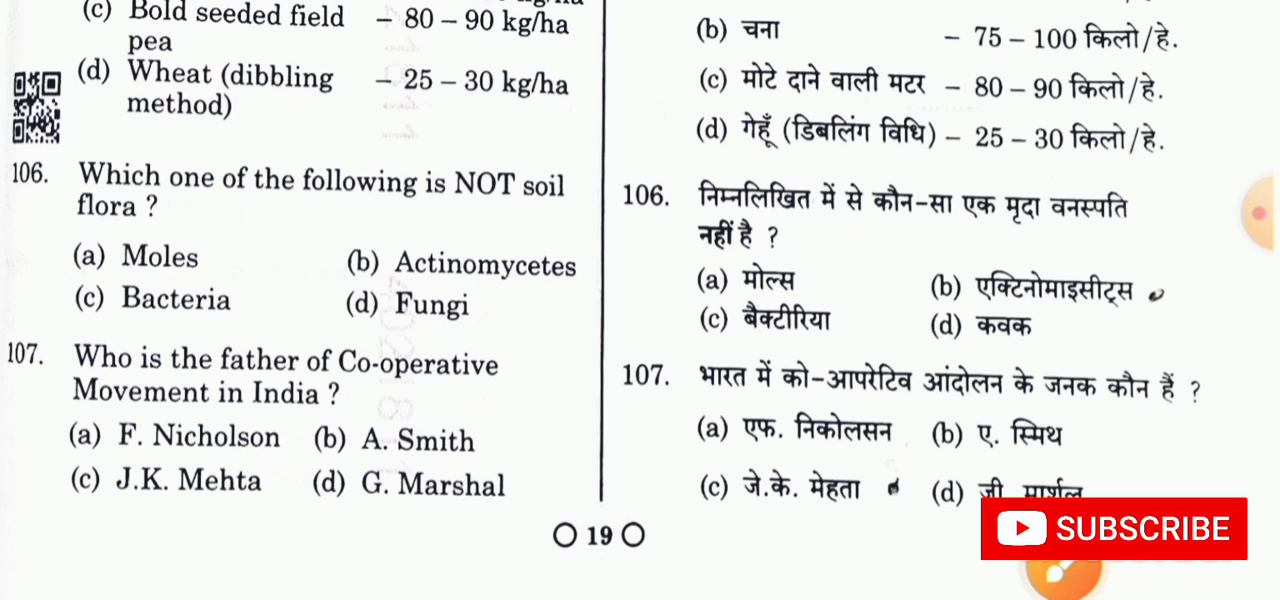 (c) Bold seeded field – 80 – 90 kg/ha
pea
(d) Wheat (dibbling – 25 – 30 kg/ha
method)
106. Which one of the following is NOT soil
flora ?
(a) Moles (b) Actinomycetes
(c) Bacteria (d) Fungi
107. Who is the father of Co-operative
Movement in India ?
(a) F. Nicholson (b) A. Smith
(c) J.K. Mehta (d) G. Marshal
(b) चना – 75 – 100 किलो/हे.
(c) मोटे दाने वाली मटर – 80 – 90 किलो/हे.
(d) गेहूँ (डिबलिंग विधि) – 25 – 30 किलो/हे.
106. निम्नलिखित में से कौन-सा एक मृदा वनस्पति
नहीं है ?
(a) मोल्स (b) एक्टिनोमाइसीट्स
(c) बैक्टीरिया (d) कवक
107. भारत में को-आपरेटिव आंदोलन के जनक कौन हैं ?
(a) एफ. निकोलसन (b) ए. स्मिथ
(c) जे.के. मेहता (d) जी. मार्शल
19
SUBSCRIBE